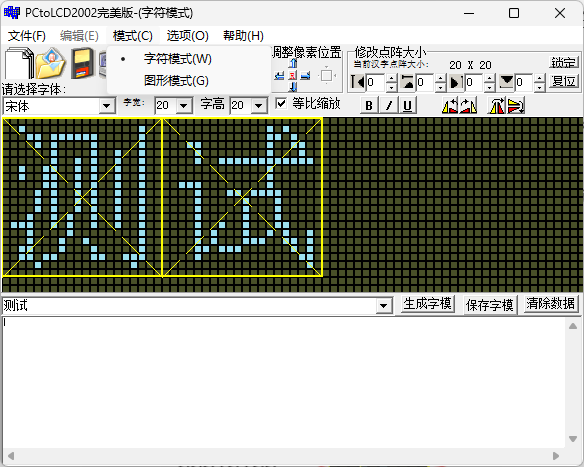 PCtoLCD2002完美版-(字符模式)
文件(F) 编辑(E) 模式(C) 选项(O) 帮助(H)
字符模式(W)
图形模式(G)
调整像素位置
修改点阵大小
当前汉字点阵大小: 20 X 20
锁定
0 0 0 0 复位
请选择字体:
宋体 字宽: 20 字高 20 等比缩放 B I U
测试
测试 生成字模 保存字模 清除数据